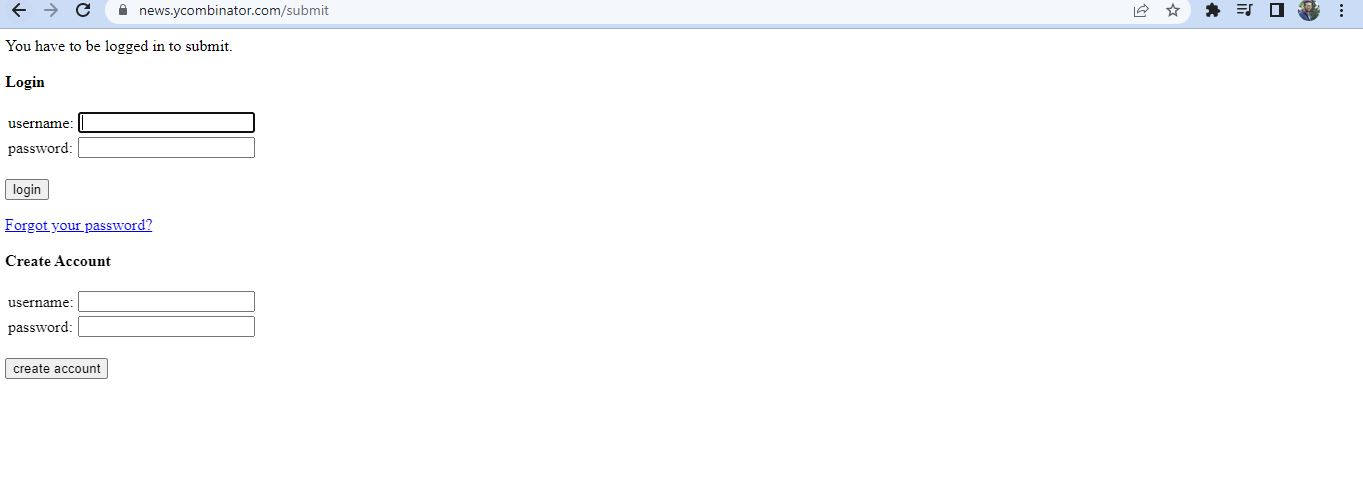 news.ycombinator.com/submit
You have to be logged in to submit.
Login
username:
password:
login
Forgot your password?
Create Account
username:
password:
create account